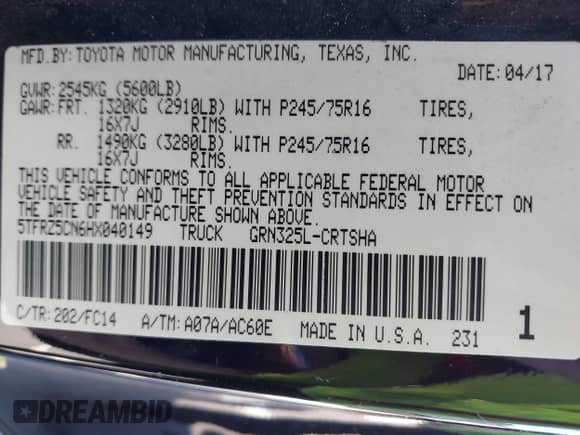 MFD.BY: TOYOTA MOTOR MANUFACTURING, TEXAS, INC.
DATE: 04/17
GVWR: 2545KG (5600LB)
GAWR: FRT. 1320KG (2910LB) WITH P245/75R16 TIRES,
16X7J RIMS.
RR. 1490KG (3280LB) WITH P245/75R16 TIRES,
16X7J RIMS.
THIS VEHICLE CONFORMS TO ALL APPLICABLE FEDERAL MOTOR
VEHICLE SAFETY AND THEFT PREVENTION STANDARDS IN EFFECT ON
THE DATE OF MANUFACTURE SHOWN ABOVE.
5TFRZ5CN6HX040149 TRUCK GRN325L-CRTSHA
C/TR: 202/FC14 A/TM: A07A/AC60E MADE IN U.S.A. 231 1
DREAMBID